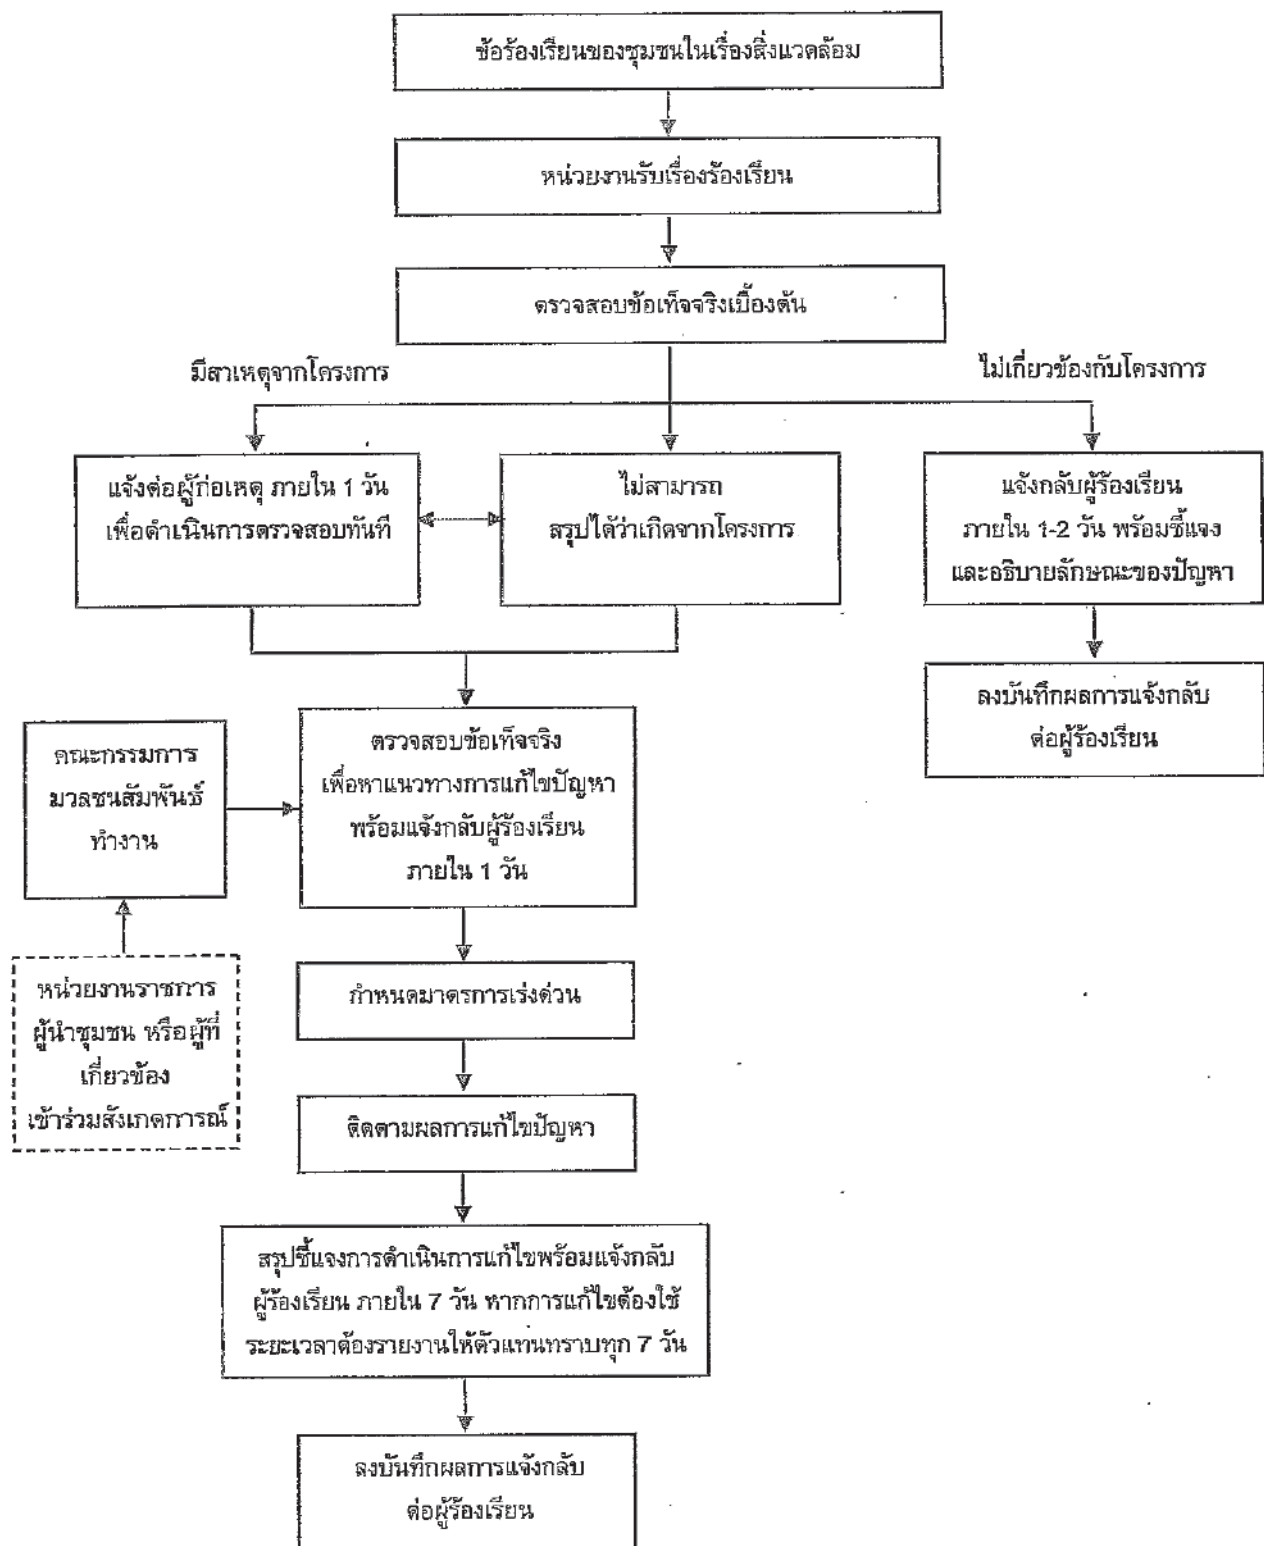 ข้อร้องเรียนของชุมชนในเรื่องสิ่งแวดล้อม
หน่วยงานรับเรื่องร้องเรียน
ตรวจสอบข้อเท็จจริงเบื้องต้น
มีสาเหตุจากโครงการ
ไม่เกี่ยวข้องกับโครงการ
แจ้งต่อผู้ก่อเหตุ ภายใน 1 วัน
เพื่อดำเนินการตรวจสอบทันที
ไม่สามารถ
สรุปได้ว่าเกิดจากโครงการ
แจ้งกลับผู้ร้องเรียน
ภายใน 1-2 วัน พร้อมชี้แจง
และอธิบายลักษณะของปัญหา
ลงบันทึกผลการแจ้งกลับ
ต่อผู้ร้องเรียน
คณะกรรมการ
มวลชนสัมพันธ์
ทำงาน
ตรวจสอบข้อเท็จจริง
เพื่อหาแนวทางการแก้ไขปัญหา
พร้อมแจ้งกลับผู้ร้องเรียน
ภายใน 1 วัน
หน่วยงานราชการ
ผู้นำชุมชน หรือผู้ที่
เกี่ยวข้อง
เข้าร่วมสังเกตการณ์
กำหนดมาตรการเร่งด่วน
ติดตามผลการแก้ไขปัญหา
สรุปชี้แจงการดำเนินการแก้ไขพร้อมแจ้งกลับ
ผู้ร้องเรียน ภายใน 7 วัน หากการแก้ไขต้องใช้
ระยะเวลาต้องรายงานให้ตัวแทนทราบทุก 7 วัน
ลงบันทึกผลการแจ้งกลับ
ต่อผู้ร้องเรียน